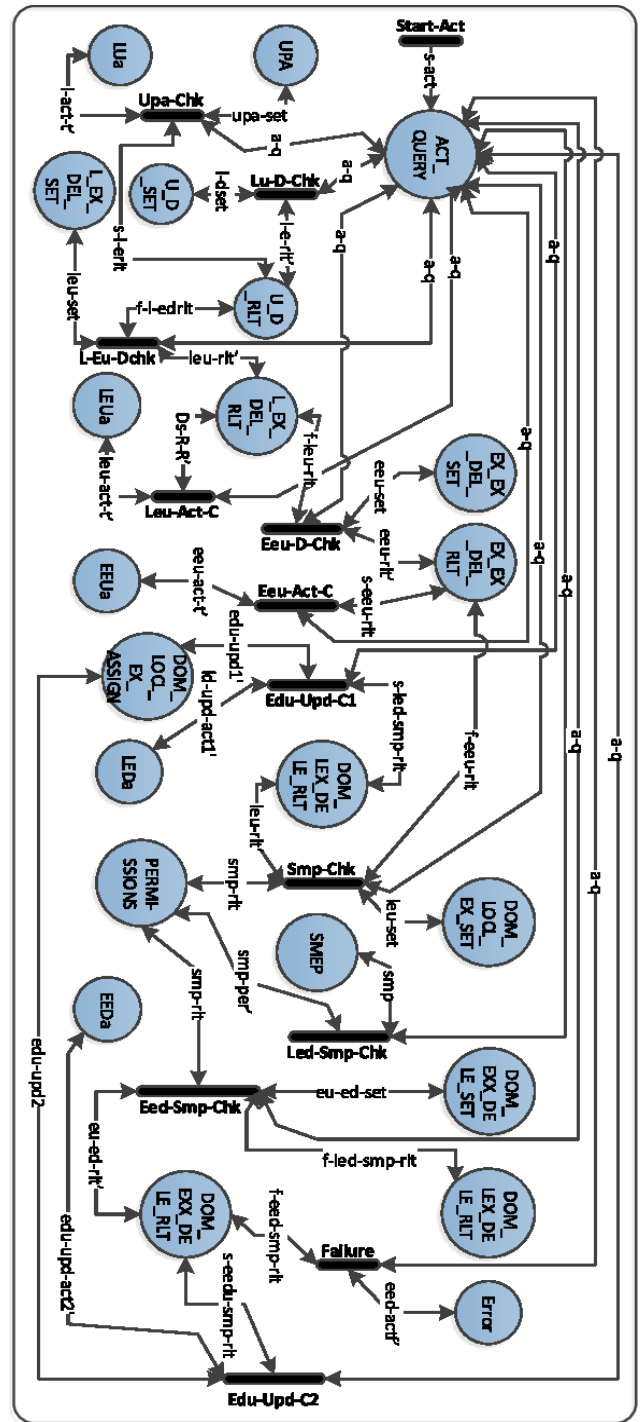 Start-Act
s-act
ACT_
QUERY
LUa
l-act-t'
Upa-Chk
UPA
upa-set
a-q
L_EX_
DEL_
SET
U_D
_SET
l-dset
Lu-D-Chk
a-q
s-l-erlt
l-e-rlt'
leu-set
f-l-edrlt
U_D
_RLT
a-q
a-q
a-q
L-Eu-Dchk
leu-rlt'
LEUa
leu-act-t'
Ds-R-R'
L_EX_
DEL_
RLT
f-leu-rlt
Leu-Act-C
EX_EX
_DEL_
SET
eeu-set
Eeu-D-Chk
eeu-rlt'
EX_EX
_DEL_
RLT
EEUa
eeu-act-t'
Eeu-Act-C
s-eeu-rlt
a-q
a-q
a-q
a-q
DOM_
LOCL_
EX_
ASSIGN
edu-upd1'
ld-upd-act1'
Edu-Upd-C1
s-led-smp-rlt
LEDa
DOM_
LEX_DE
LE_RLT
leu-rlt'
f-eeu-rlt
a-q
a-q
a-q
PERMI-
SSIONS
smp-rlt
Smp-Chk
leu-set
DOM_
LOCL_
EX_SET
SMEP
smp
smp-per'
smp-rlt
Led-Smp-Chk
EEDa
edu-upd2
Eed-Smp-Chk
eu-ed-set
DOM_
EXX_DE
LE_SET
eu-ed-rlt'
f-led-smp-rlt
DOM_
LEX_DE
LE_RLT
DOM_
EXX_DE
LE_RLT
f-eed-smp-rlt
Failure
eed-actf'
Error
edu-upd-act2'
s-eedu-smp-rlt
Edu-Upd-C2